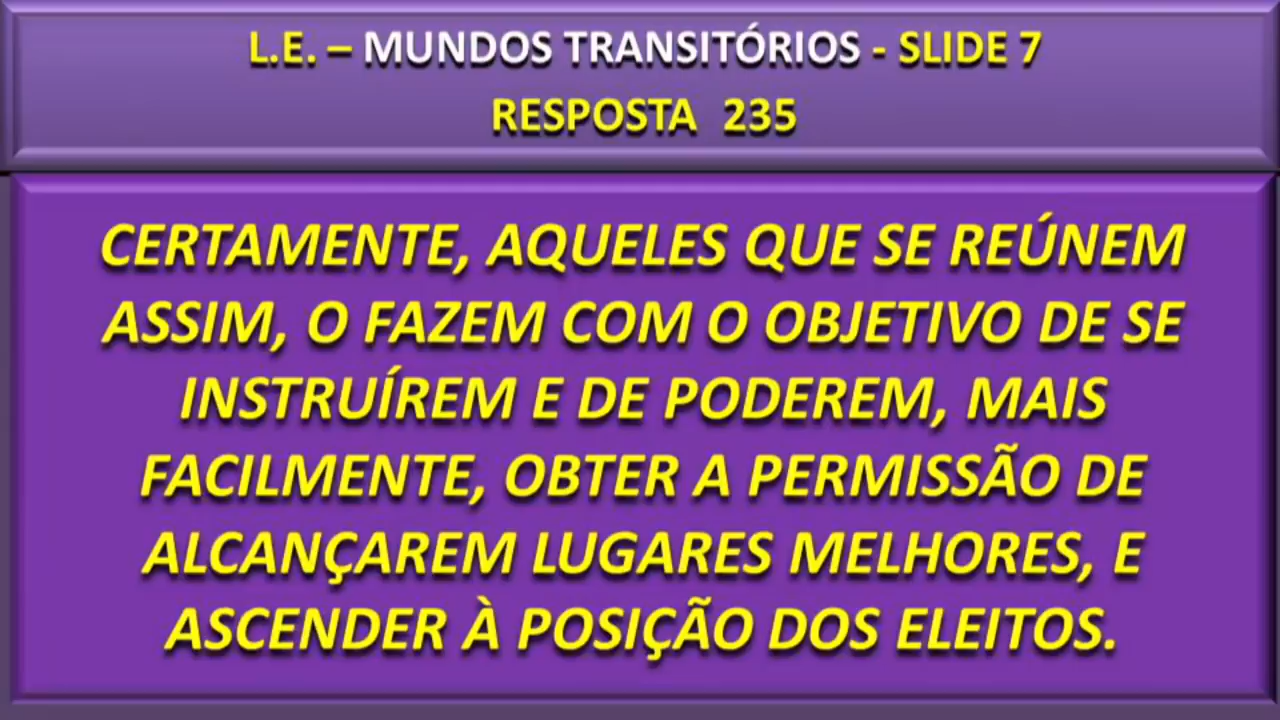 L.E. – MUNDOS TRANSITÓRIOS - SLIDE 7
RESPOSTA 235
CERTAMENTE, AQUELES QUE SE REÚNEM
ASSIM, O FAZEM COM O OBJETIVO DE SE
INSTRUÍREM E DE PODEREM, MAIS
FACILMENTE, OBTER A PERMISSÃO DE
ALCANÇAREM LUGARES MELHORES, E
ASCENDER À POSIÇÃO DOS ELEITOS.